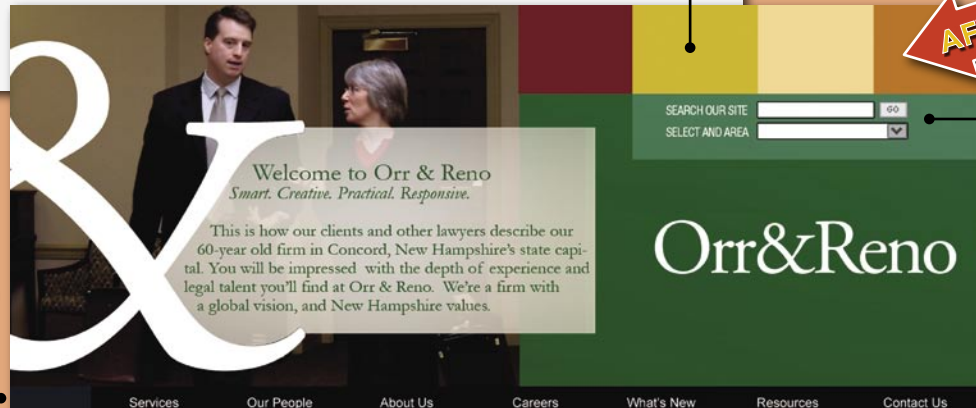 &
SEARCH OUR SITE GO
SELECT AND AREA
Welcome to Orr & Reno
Smart. Creative. Practical. Responsive.
This is how our clients and other lawyers describe our
60-year old firm in Concord, New Hampshire's state capi-
tal. You will be impressed with the depth of experience and
legal talent you'll find at Orr & Reno. We're a firm with
a global vision, and New Hampshire values.
Orr&Reno
Services Our People About Us Careers What's New Resources Contact Us